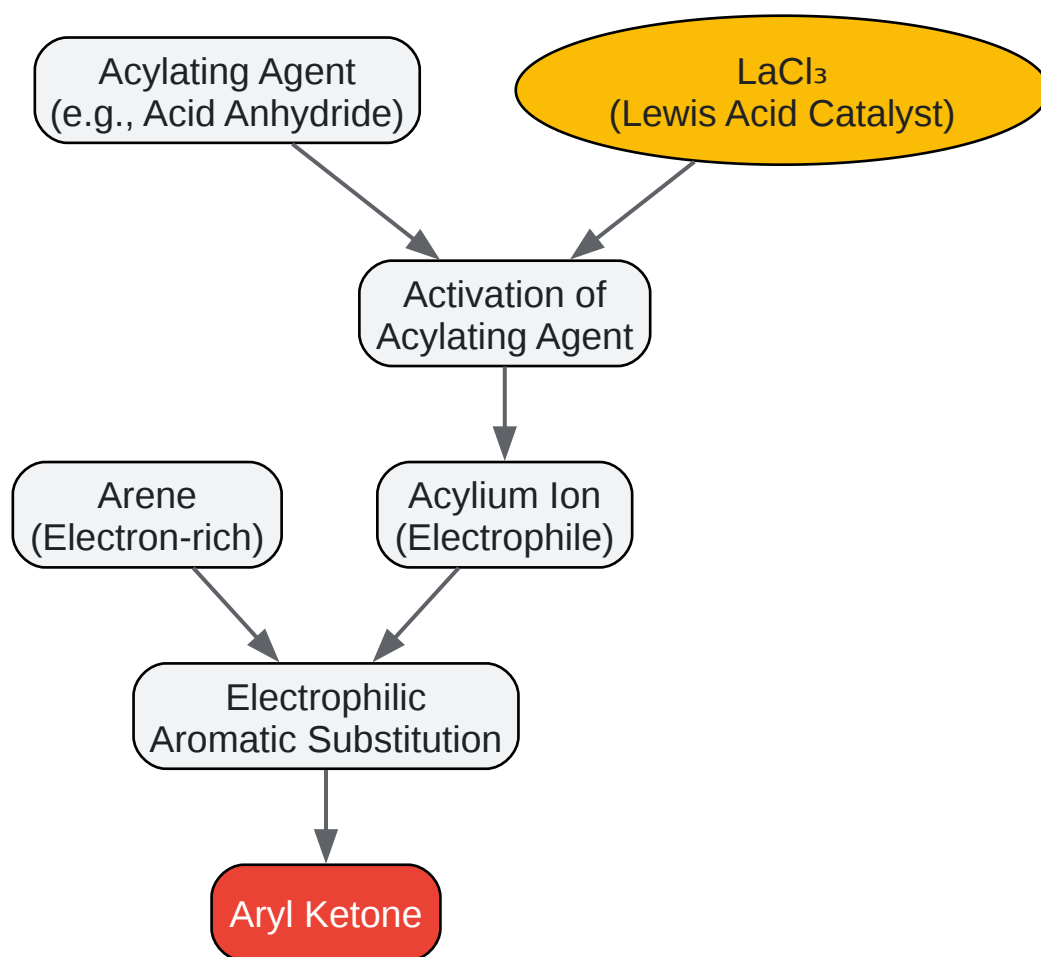 Acylating Agent
(e.g., Acid Anhydride)
LaCl₃
(Lewis Acid Catalyst)
Activation of
Acylating Agent
Arene
(Electron-rich)
Acylium Ion
(Electrophile)
Electrophilic
Aromatic Substitution
Aryl Ketone